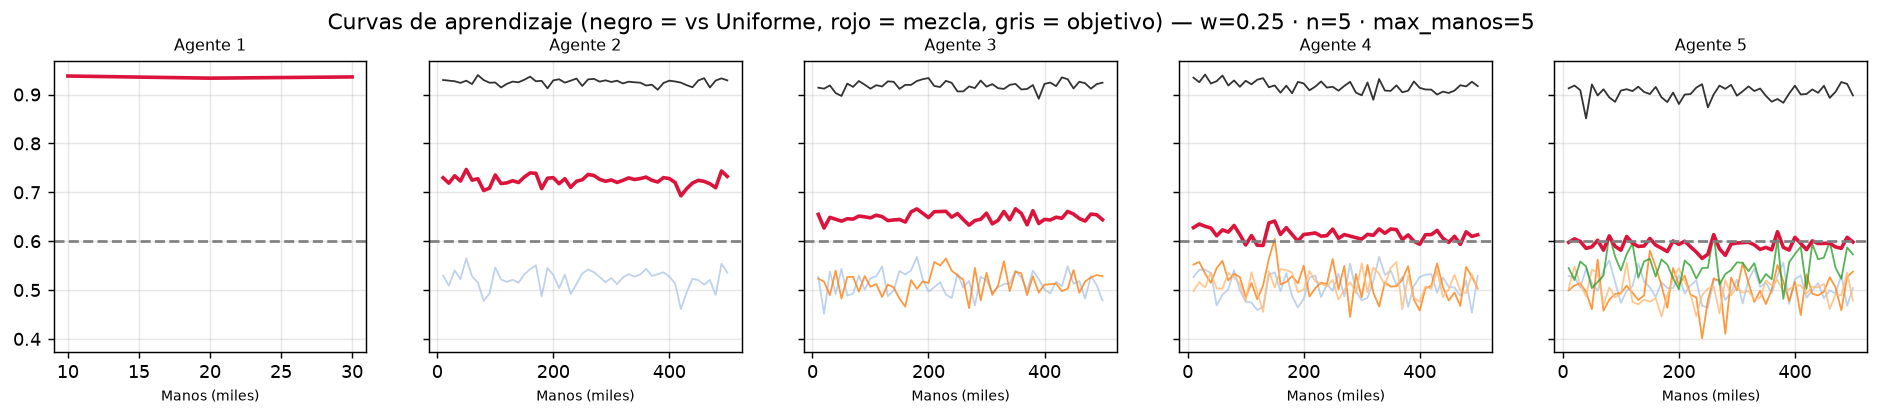 Curvas de aprendizaje (negro = vs Uniforme, rojo = mezcla, gris = objetivo) — w=0.25 · n=5 · max_manos=5
Agente 1
Agente 2
Agente 3
Agente 4
Agente 5
0.9
0.8
0.7
0.6
0.5
0.4
10 15 20 25 30
0 200 400
0 200 400
0 200 400
0 200 400
Manos (miles)
Manos (miles)
Manos (miles)
Manos (miles)
Manos (miles)